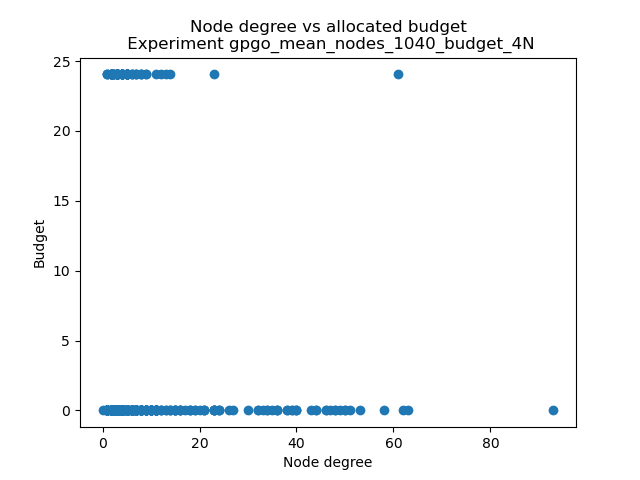 Node degree vs allocated budget
Experiment gpgo_mean_nodes_1040_budget_4N
25
20
15
10
5
0
Budget
0 20 40 60 80
Node degree